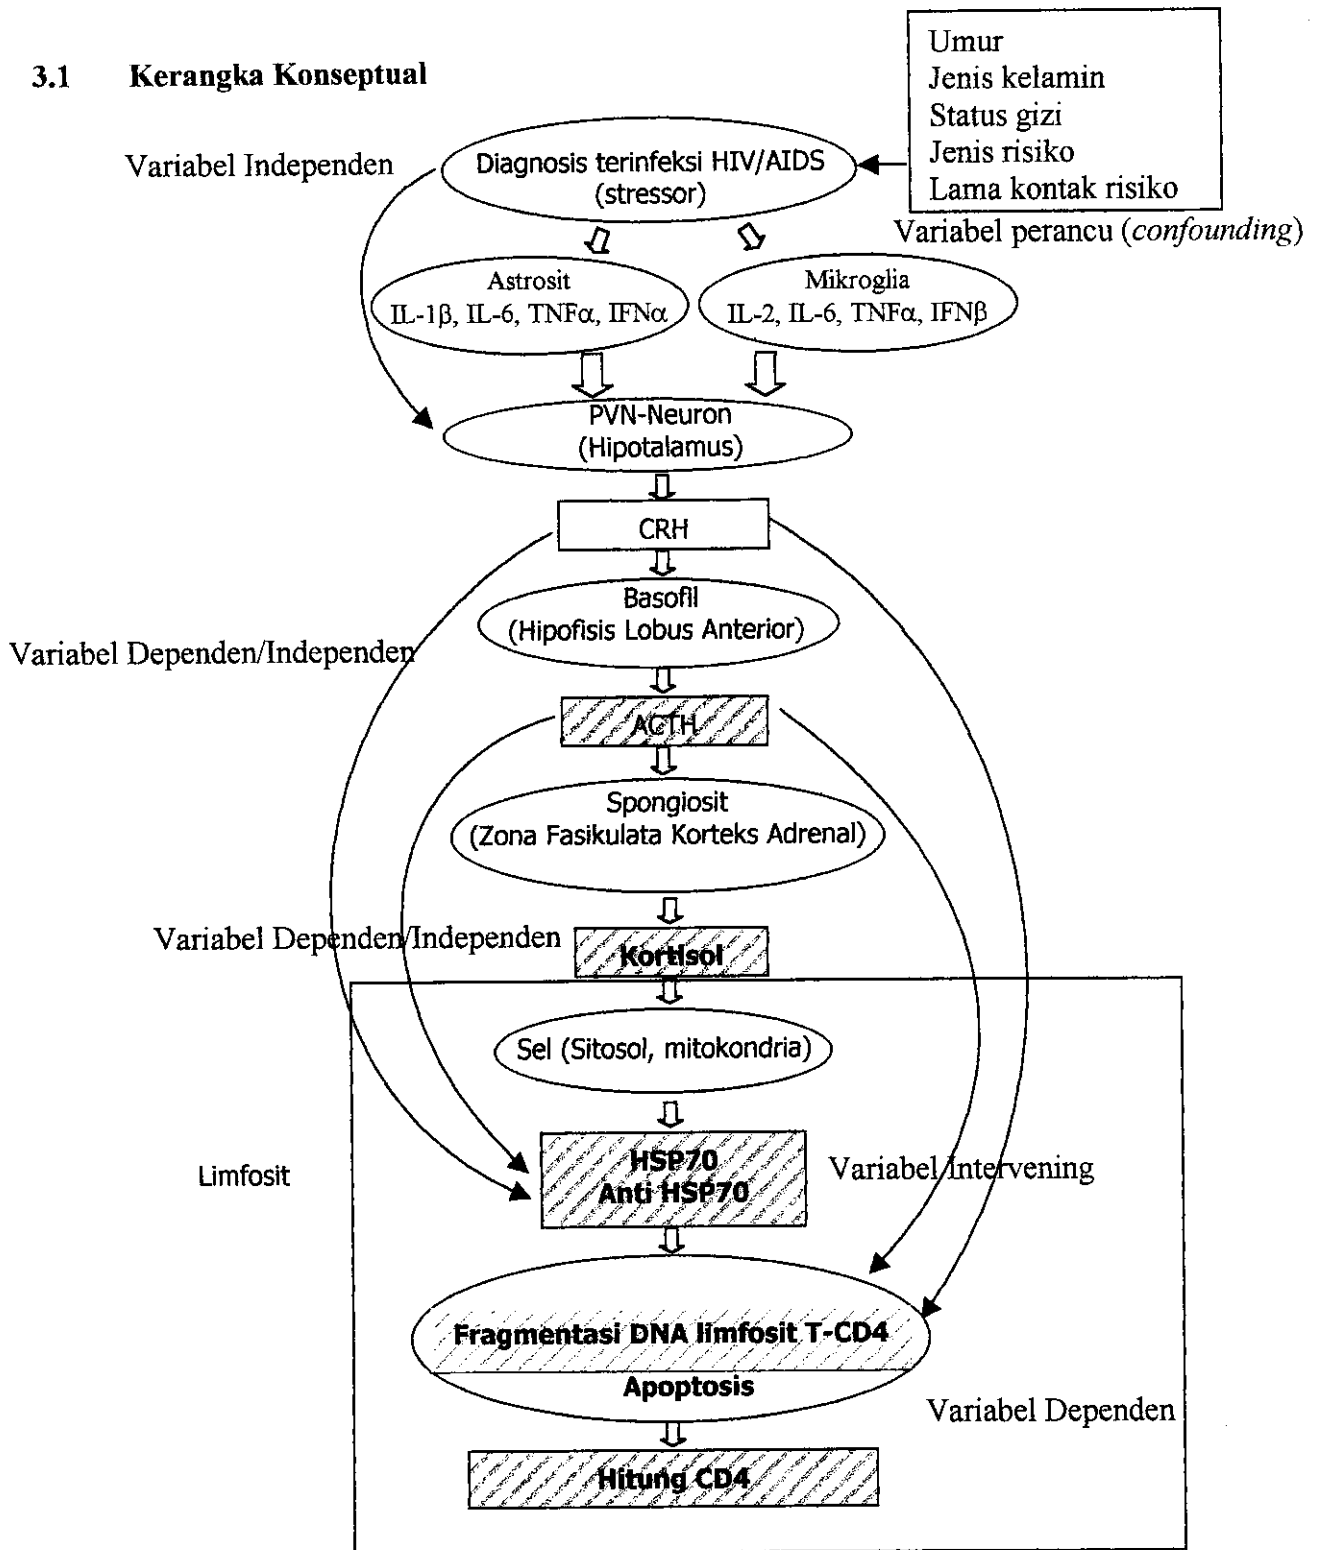 3.1 Kerangka Konseptual
Umur
Jenis kelamin
Status gizi
Jenis risiko
Lama kontak risiko
Variabel Independen
Diagnosis terinfeksi HIV/AIDS
(stressor)
Variabel perancu (confounding)
Astrosit
IL-1β, IL-6, TNFα, IFNα
Mikroglia
IL-2, IL-6, TNFα, IFNβ
PVN-Neuron
(Hipotalamus)
CRH
Basofil
(Hipofisis Lobus Anterior)
Variabel Dependen/Independen
ACTH
Spongiosit
(Zona Fasikulata Korteks Adrenal)
Variabel Dependen/Independen
Kortisol
Sel (Sitosol, mitokondria)
Limfosit
HSP70
Anti HSP70
Variabel Intervening
Fragmentasi DNA limfosit T-CD4
Apoptosis
Variabel Dependen
Hitung CD4